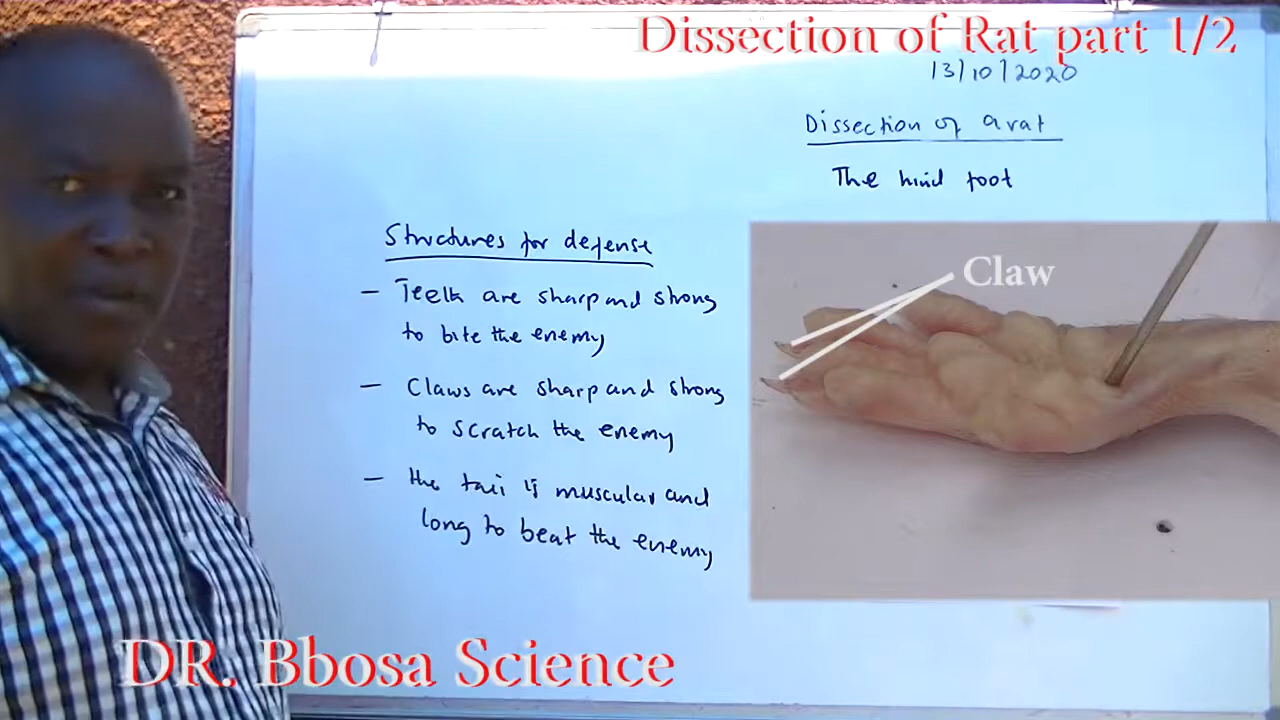 Dissection of Rat part 1/2
13/10/2020
Dissection of a rat
The hind foot
Structures for defense
- Teeth are sharp and strong
to bite the enemy
- Claws are sharp and strong
to scratch the enemy
- the tail is muscular and
long to beat the enemy
Claw
DR. Bbosa Science